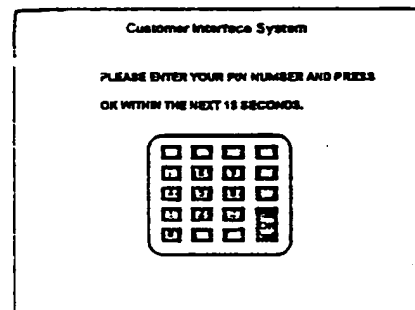 Customer Interface System
PLEASE ENTER YOUR PIN NUMBER AND PRESS
OK WITHIN THE NEXT 15 SECONDS.